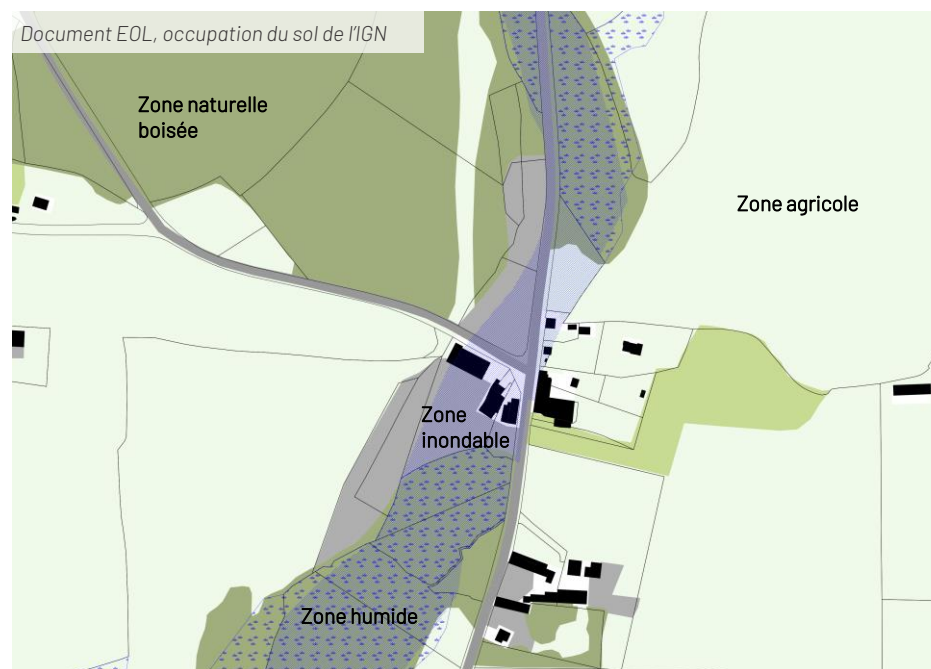 Document EOL, occupation du sol de l'IGN
Zone naturelle
boisée
Zone agricole
Zone
inondable
Zone humide